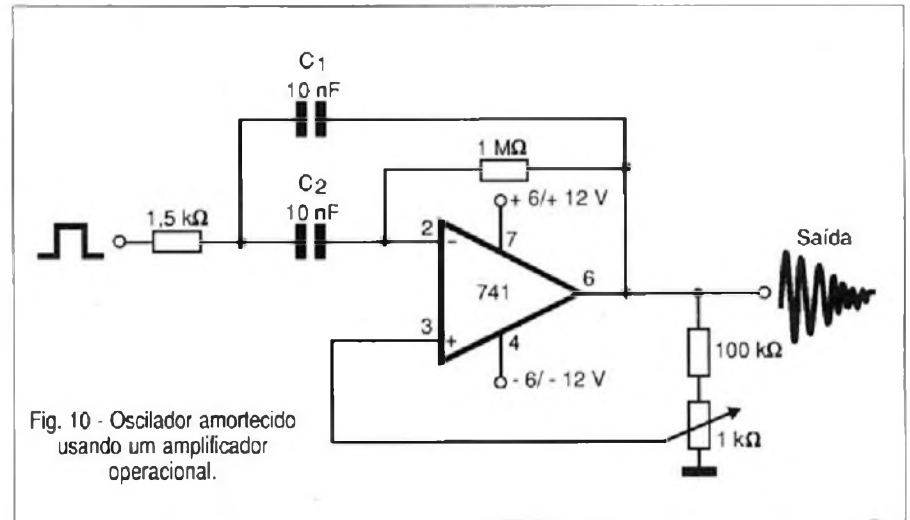 C1
10 nF
1 MΩ
C2
10 nF
+ 6/+ 12 V
1,5 kΩ
2
-
7
Saída
741
6
3
+
4
100 kΩ
- 6/ - 12 V
1 kΩ
Fig. 10 - Oscilador amortecido
usando um amplificador
operacional.